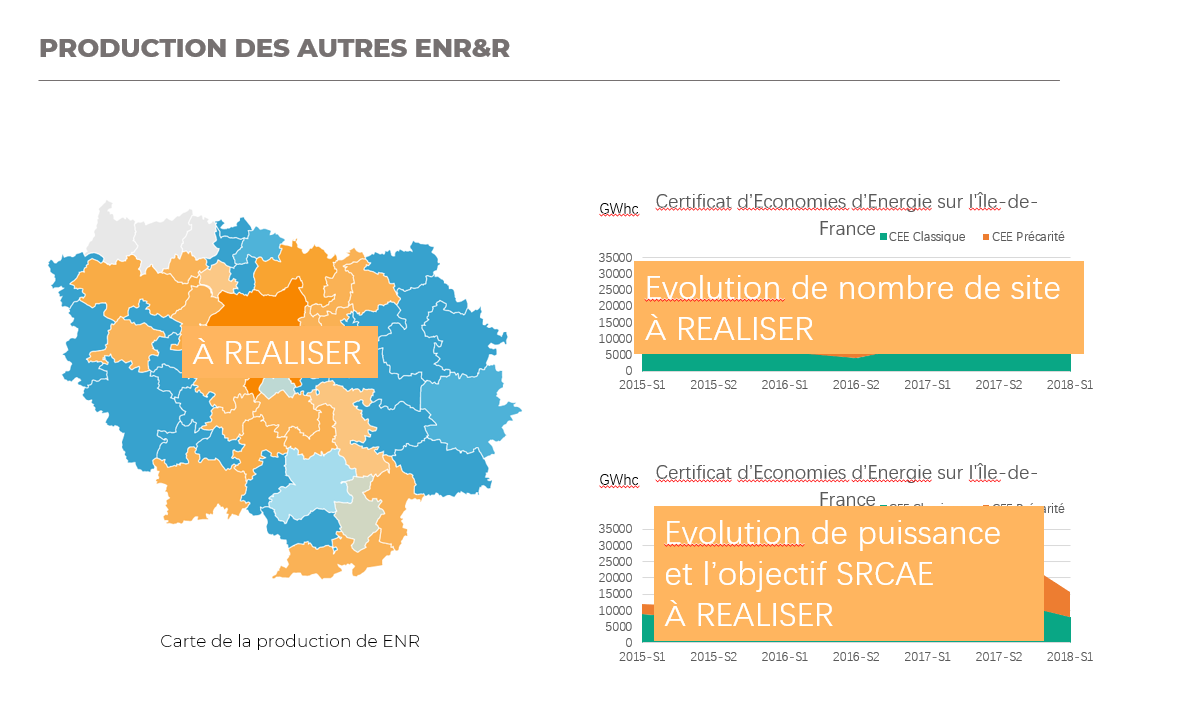 PRODUCTION DES AUTRES ENR&R
À REALISER
Carte de la production de ENR
GWhc
Certificat d'Economies d'Energie sur l'Île-de-
France
CEE Classique
CEE Précarité
35000
30000
25000
20000
15000
10000
5000
0
Evolution de nombre de site
À REALISER
2015-S1 2015-S2 2016-S1 2016-S2 2017-S1 2017-S2 2018-S1
GWhc
Certificat d'Economies d'Energie sur l'Île-de-
France
35000
30000
25000
20000
15000
10000
5000
0
Evolution de puissance
et l'objectif SRCAE
À REALISER
2015-S1 2015-S2 2016-S1 2016-S2 2017-S1 2017-S2 2018-S1